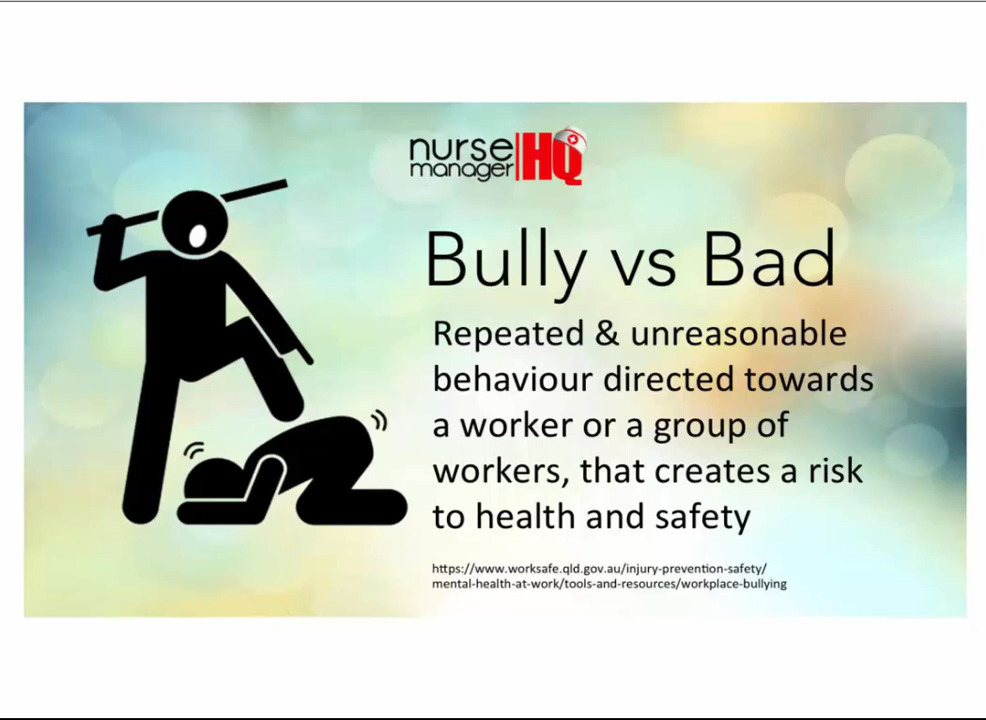 nurse
manager
HQ
Bully vs Bad
Repeated & unreasonable
behaviour directed towards
a worker or a group of
workers, that creates a risk
to health and safety
https://www.worksafe.qld.gov.au/injury-prevention-safety/
mental-health-at-work/tools-and-resources/workplace-bullying